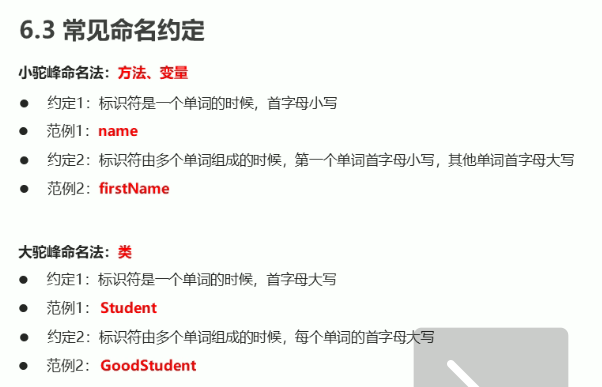 6.3 常见命名约定
小驼峰命名法：方法、变量
● 约定1：标识符是一个单词的时候，首字母小写
● 范例1：name
● 约定2：标识符由多个单词组成的时候，第一个单词首字母小写，其他单词首字母大写
● 范例2：firstName
大驼峰命名法：类
● 约定1：标识符是一个单词的时候，首字母大写
● 范例1：Student
● 约定2：标识符由多个单词组成的时候，每个单词的首字母大写
● 范例2：GoodStudent